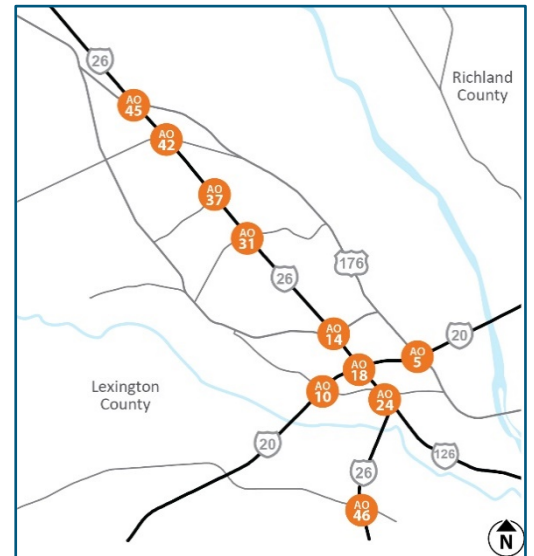 26
Richland
County
AO
45
AO
42
AO
37
AO
31
176
26
AO
14
20
AO
5
AO
18
Lexington
County
AO
10
AO
24
20
126
26
AO
46
N